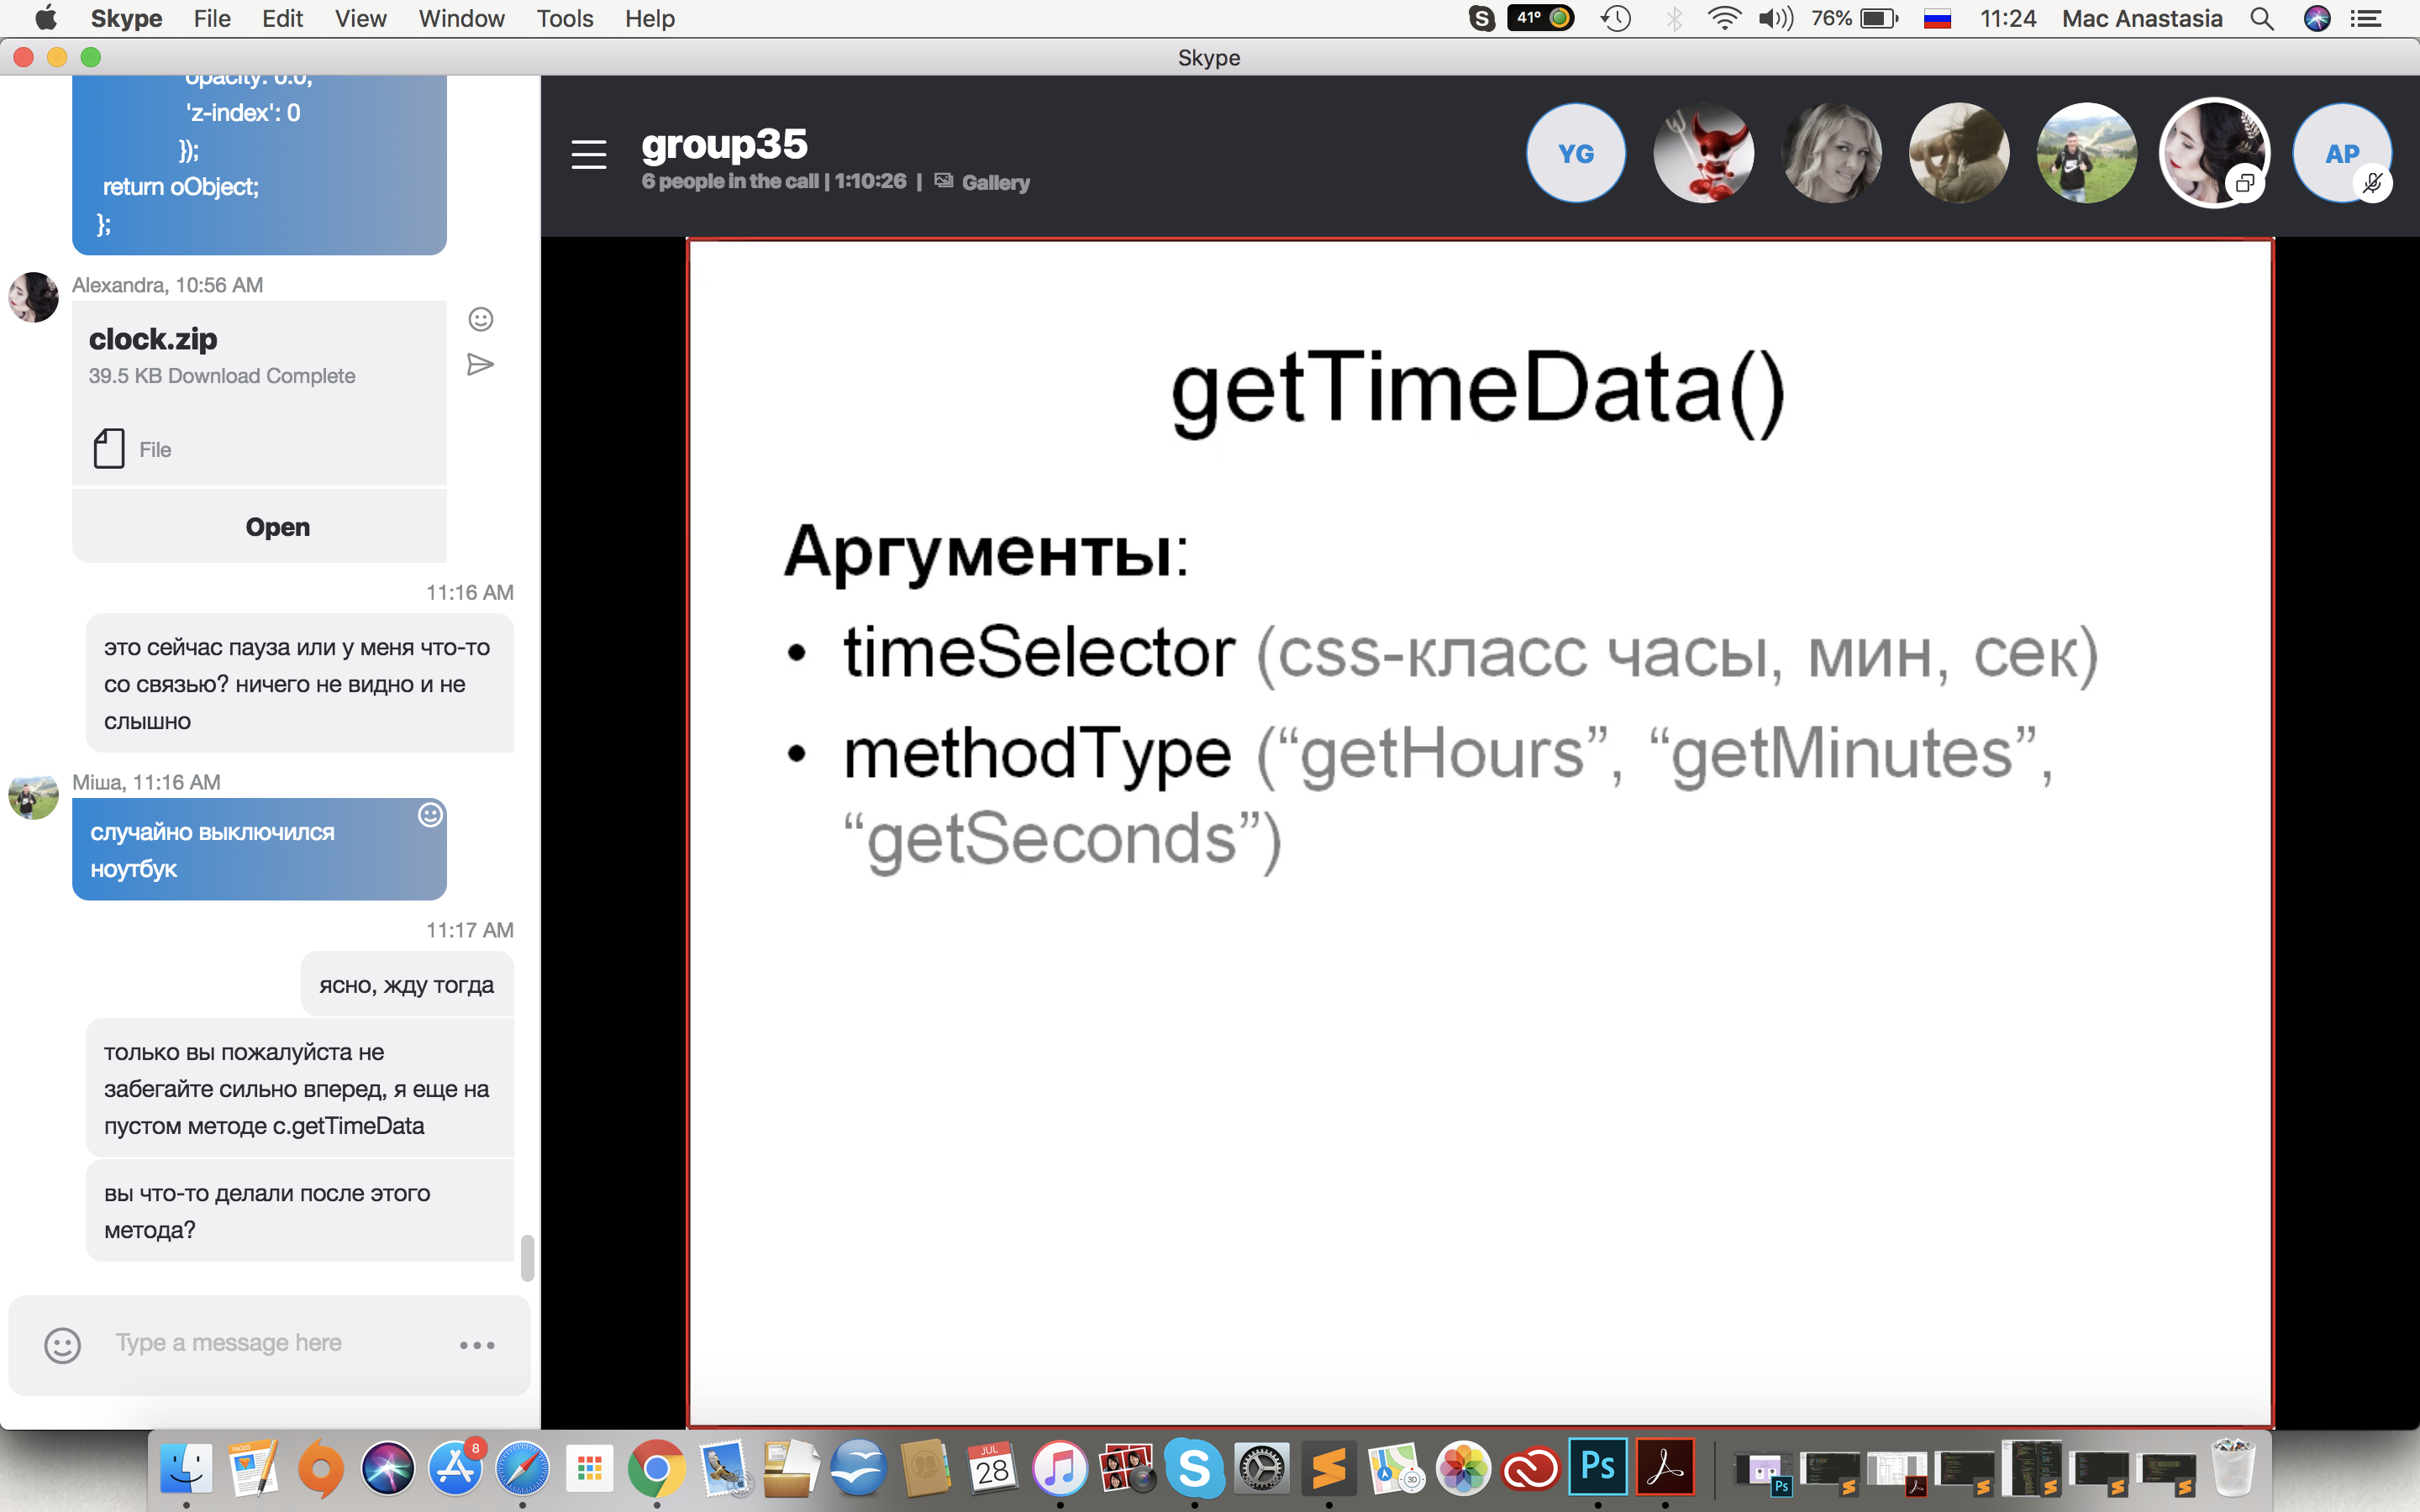 Skype File Edit View Window Tools Help
41° 76% 11:24 Mac Anastasia
Skype
opacity: 0.0,
'z-index': 0
});
return oObject;
};
Alexandra, 10:56 AM
clock.zip
39.5 KB Download Complete
File
Open
11:16 AM
это сейчас пауза или у меня что-то
со связью? ничего не видно и не
слышно
Міша, 11:16 AM
случайно выключился
ноутбук
11:17 AM
ясно, жду тогда
только вы пожалуйста не
забегайте сильно вперед, я еще на
пустом методе c.getTimeData
вы что-то делали после этого
метода?
Type a message here
group35
6 people in the call | 1:10:26 | Gallery
YG
AP
getTimeData()
Аргументы:
• timeSelector (css-класс часы, мин, сек)
• methodType (“getHours”, “getMinutes”,
“getSeconds”)
PAGES
8
JUL
28
3D
Ps
Ps